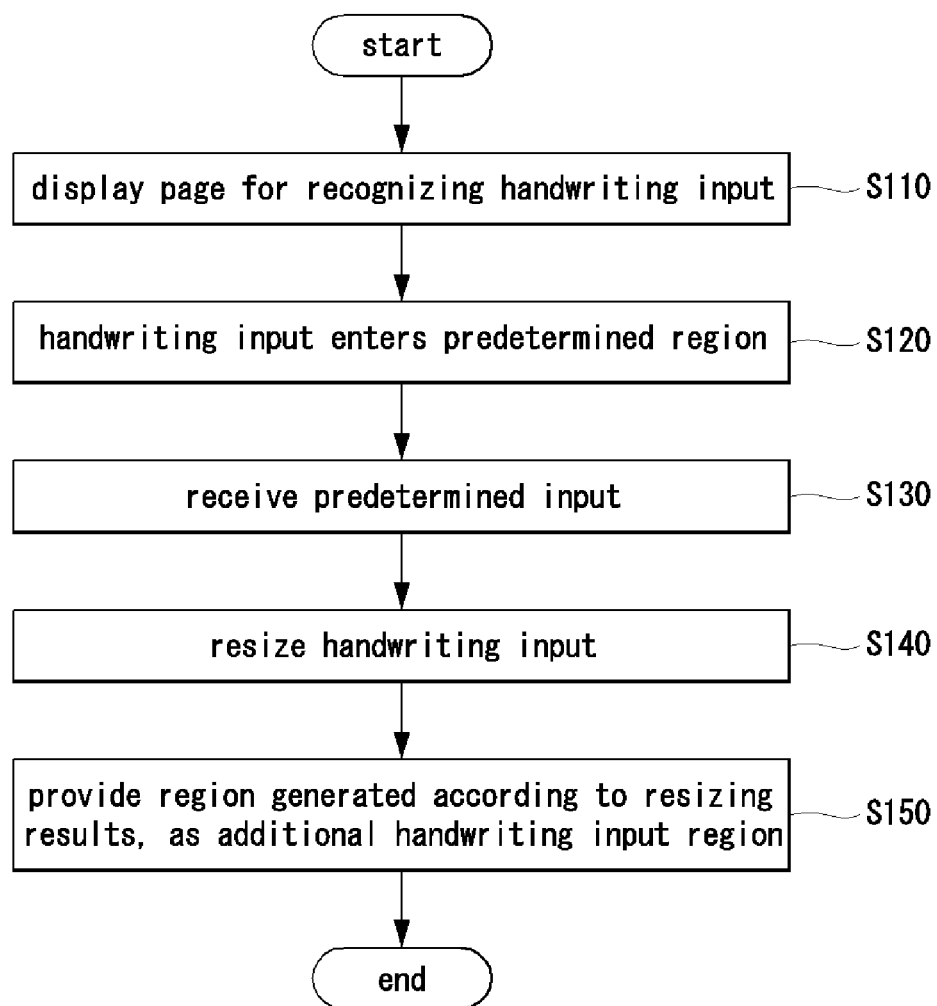 start
display page for recognizing handwriting input
S110
handwriting input enters predetermined region
S120
receive predetermined input
S130
resize handwriting input
S140
provide region generated according to resizing
results, as additional handwriting input region
S150
end